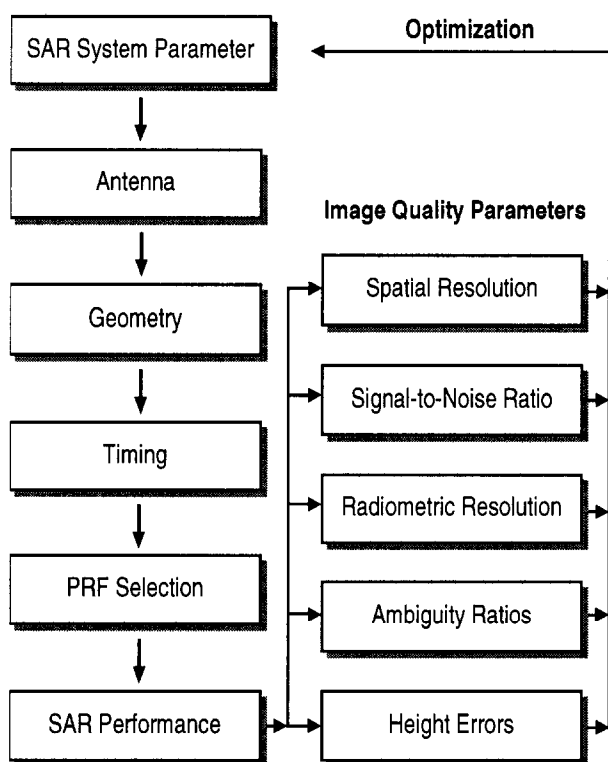 Optimization
SAR System Parameter
Antenna
Geometry
Timing
PRF Selection
SAR Performance
Image Quality Parameters
Spatial Resolution
Signal-to-Noise Ratio
Radiometric Resolution
Ambiguity Ratios
Height Errors